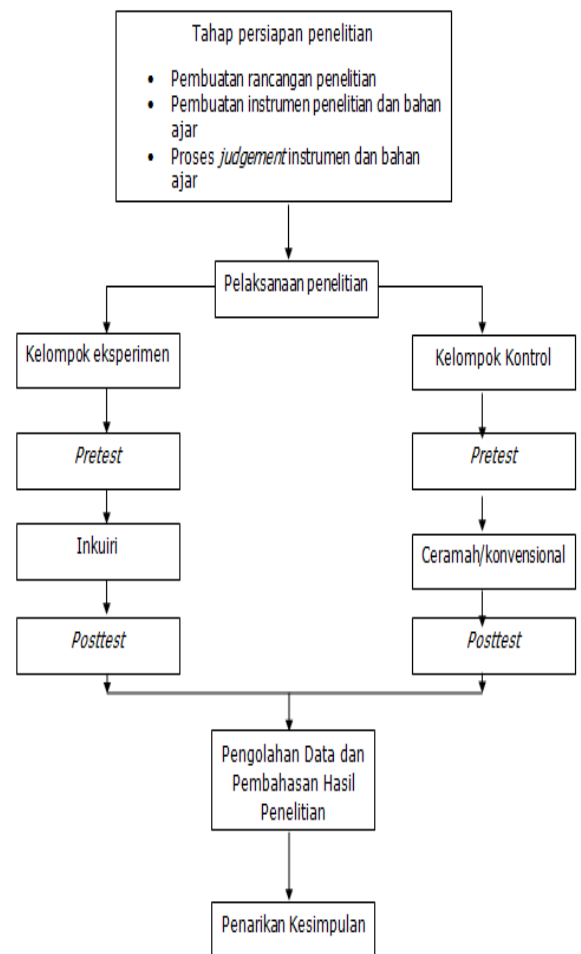 Tahap persiapan penelitian
• Pembuatan rancangan penelitian
• Pembuatan instrumen penelitian dan bahan
ajar
• Proses judgement instrumen dan bahan
ajar
Pelaksanaan penelitian
Kelompok eksperimen
Kelompok Kontrol
Pretest
Pretest
Inkuiri
Ceramah/konvensional
Posttest
Posttest
Pengolahan Data dan
Pembahasan Hasil
Penelitian
Penarikan Kesimpulan